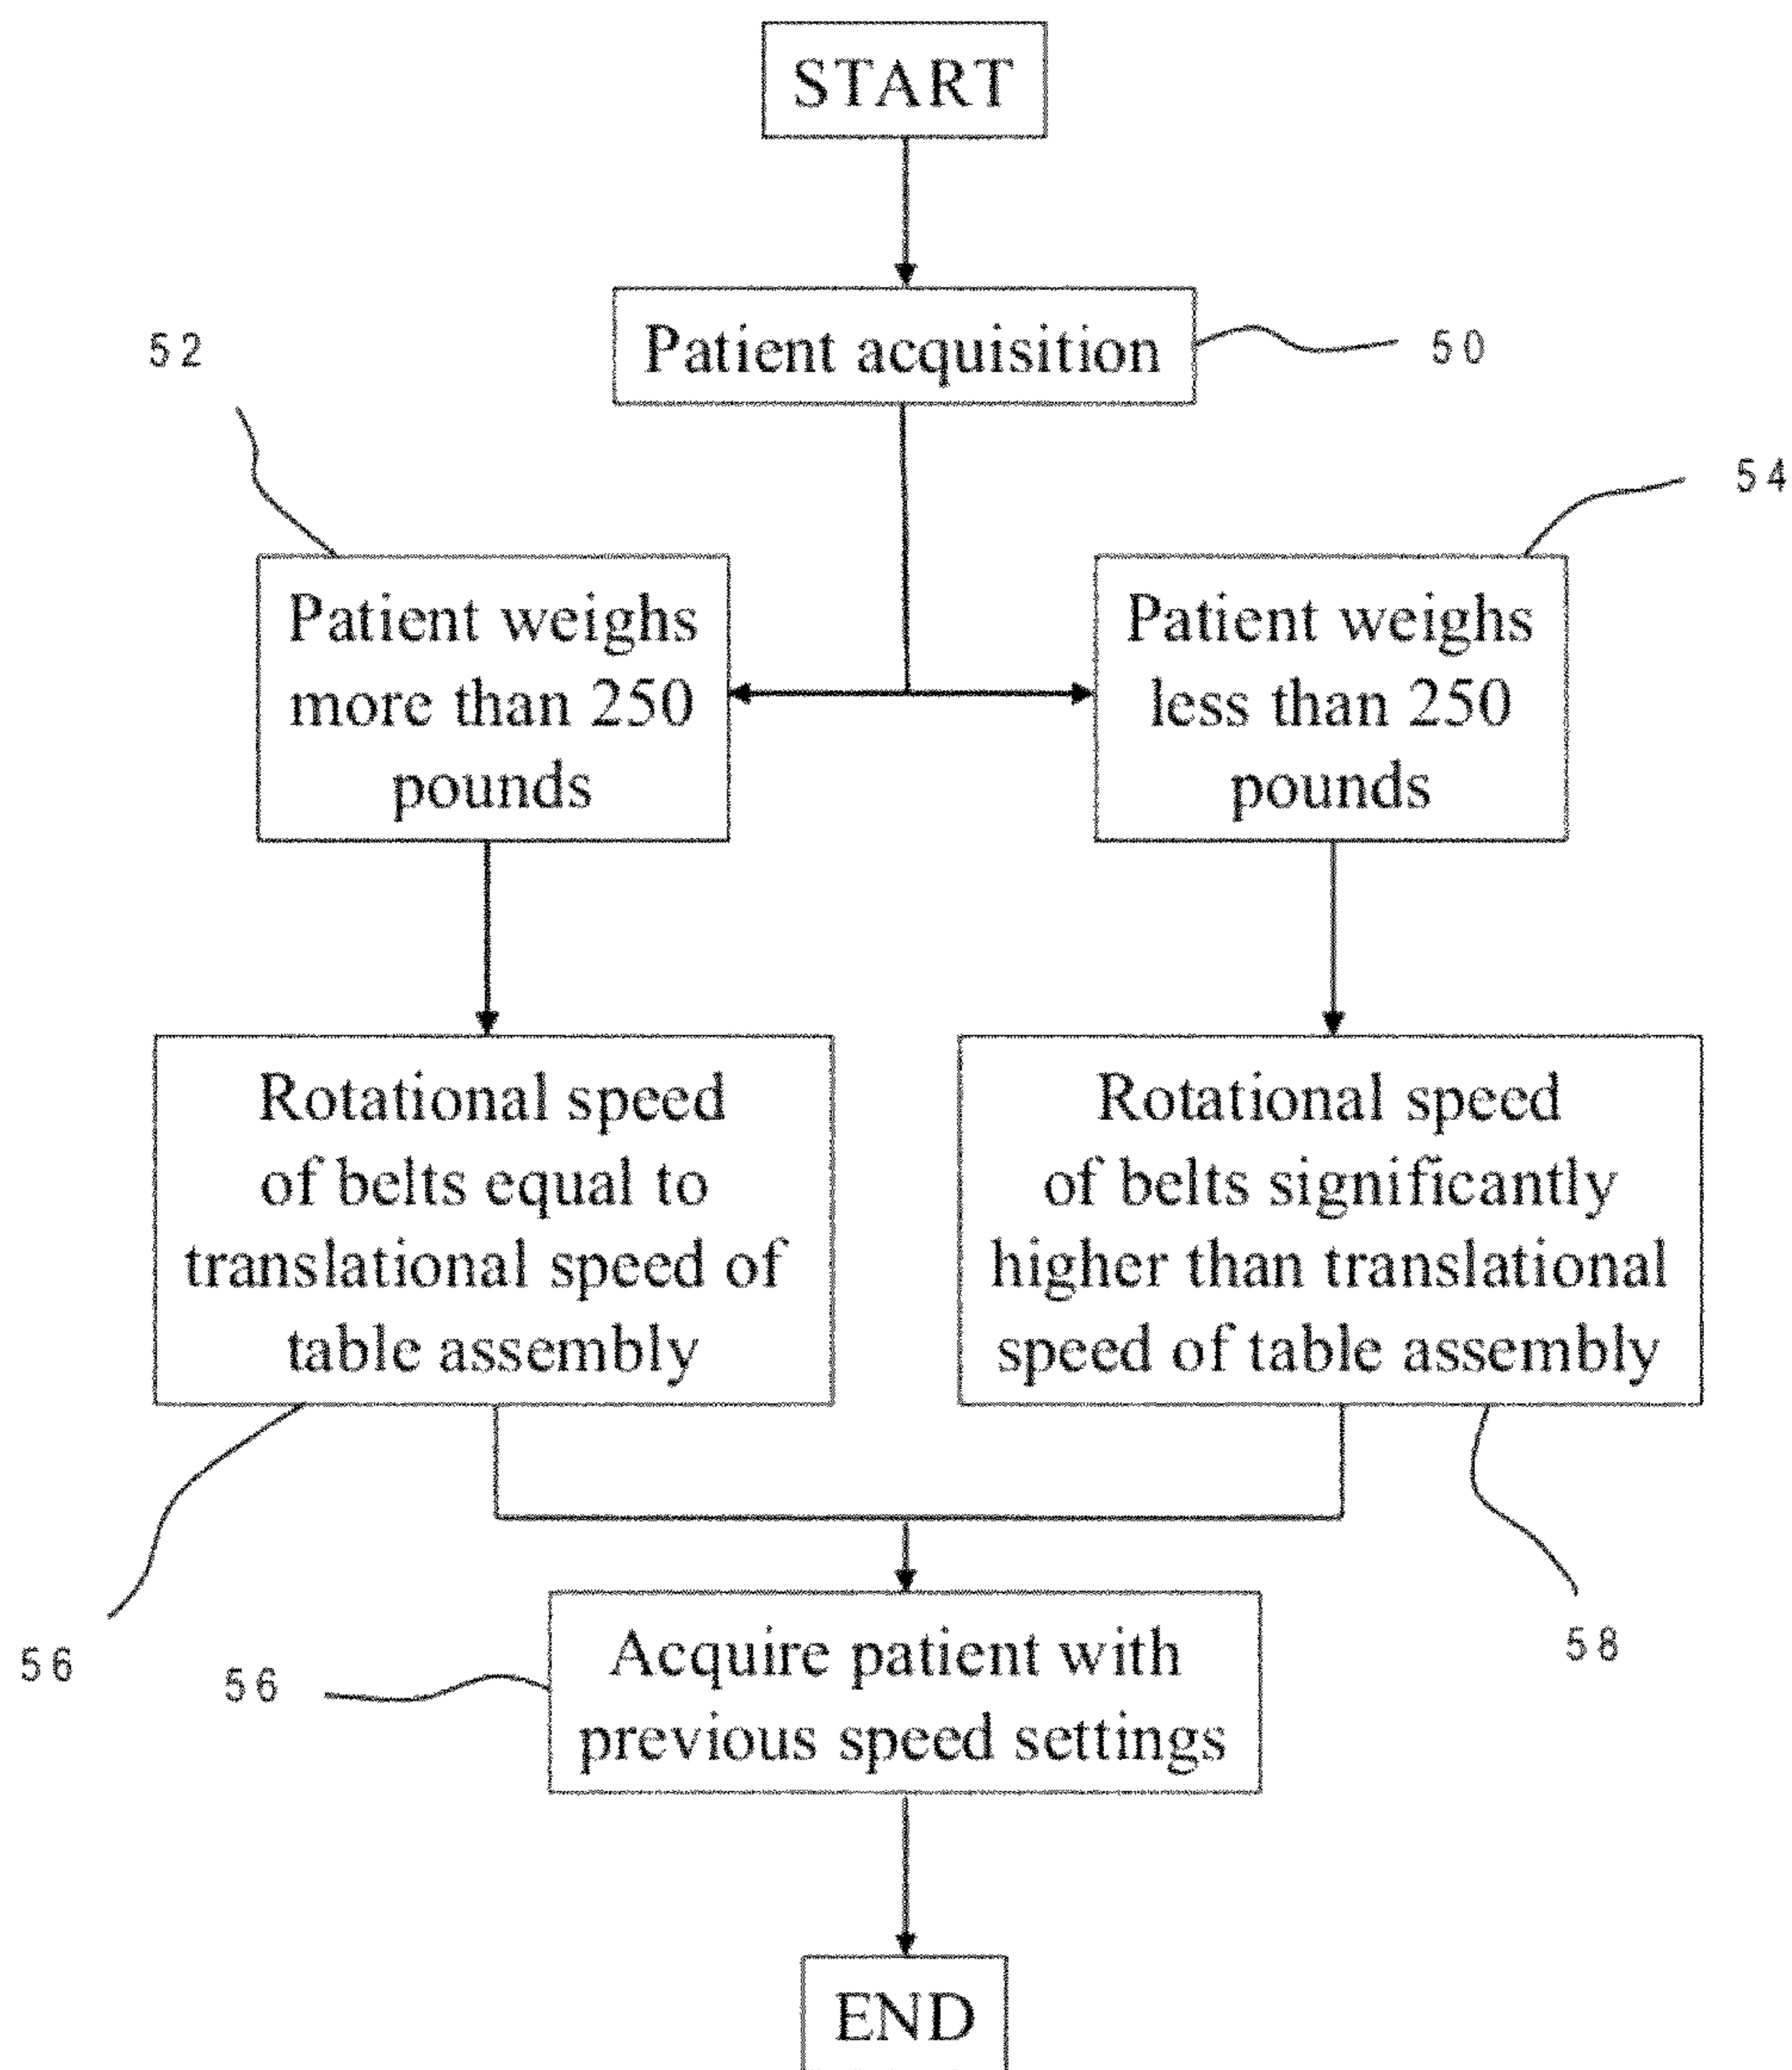 START
Patient acquisition
50
52
54
Patient weighs
more than 250
pounds
Patient weighs
less than 250
pounds
Rotational speed
of belts equal to
translational speed of
table assembly
Rotational speed
of belts significantly
higher than translational
speed of table assembly
56
58
56
Acquire patient with
previous speed settings
END